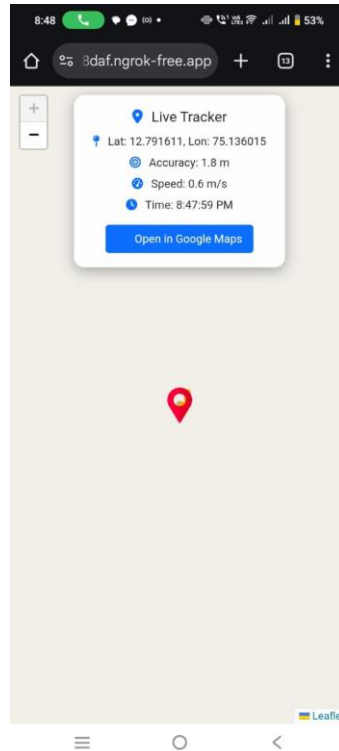 8:48 53%
8daf.ngrok-free.app 13
+
−
Live Tracker
Lat: 12.791611, Lon: 75.136015
Accuracy: 1.8 m
Speed: 0.6 m/s
Time: 8:47:59 PM
Open in Google Maps
Leafle